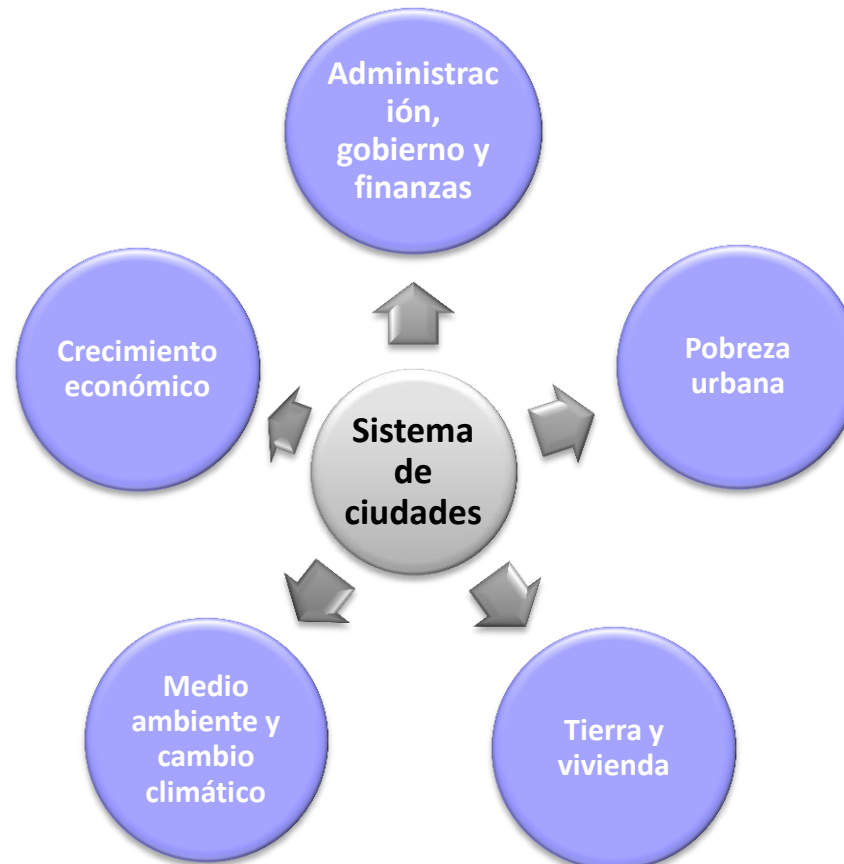 Administrac
ión,
gobierno y
finanzas
Crecimiento
económico
Pobreza
urbana
Sistema
de
ciudades
Medio
ambiente y
cambio
climático
Tierra y
vivienda